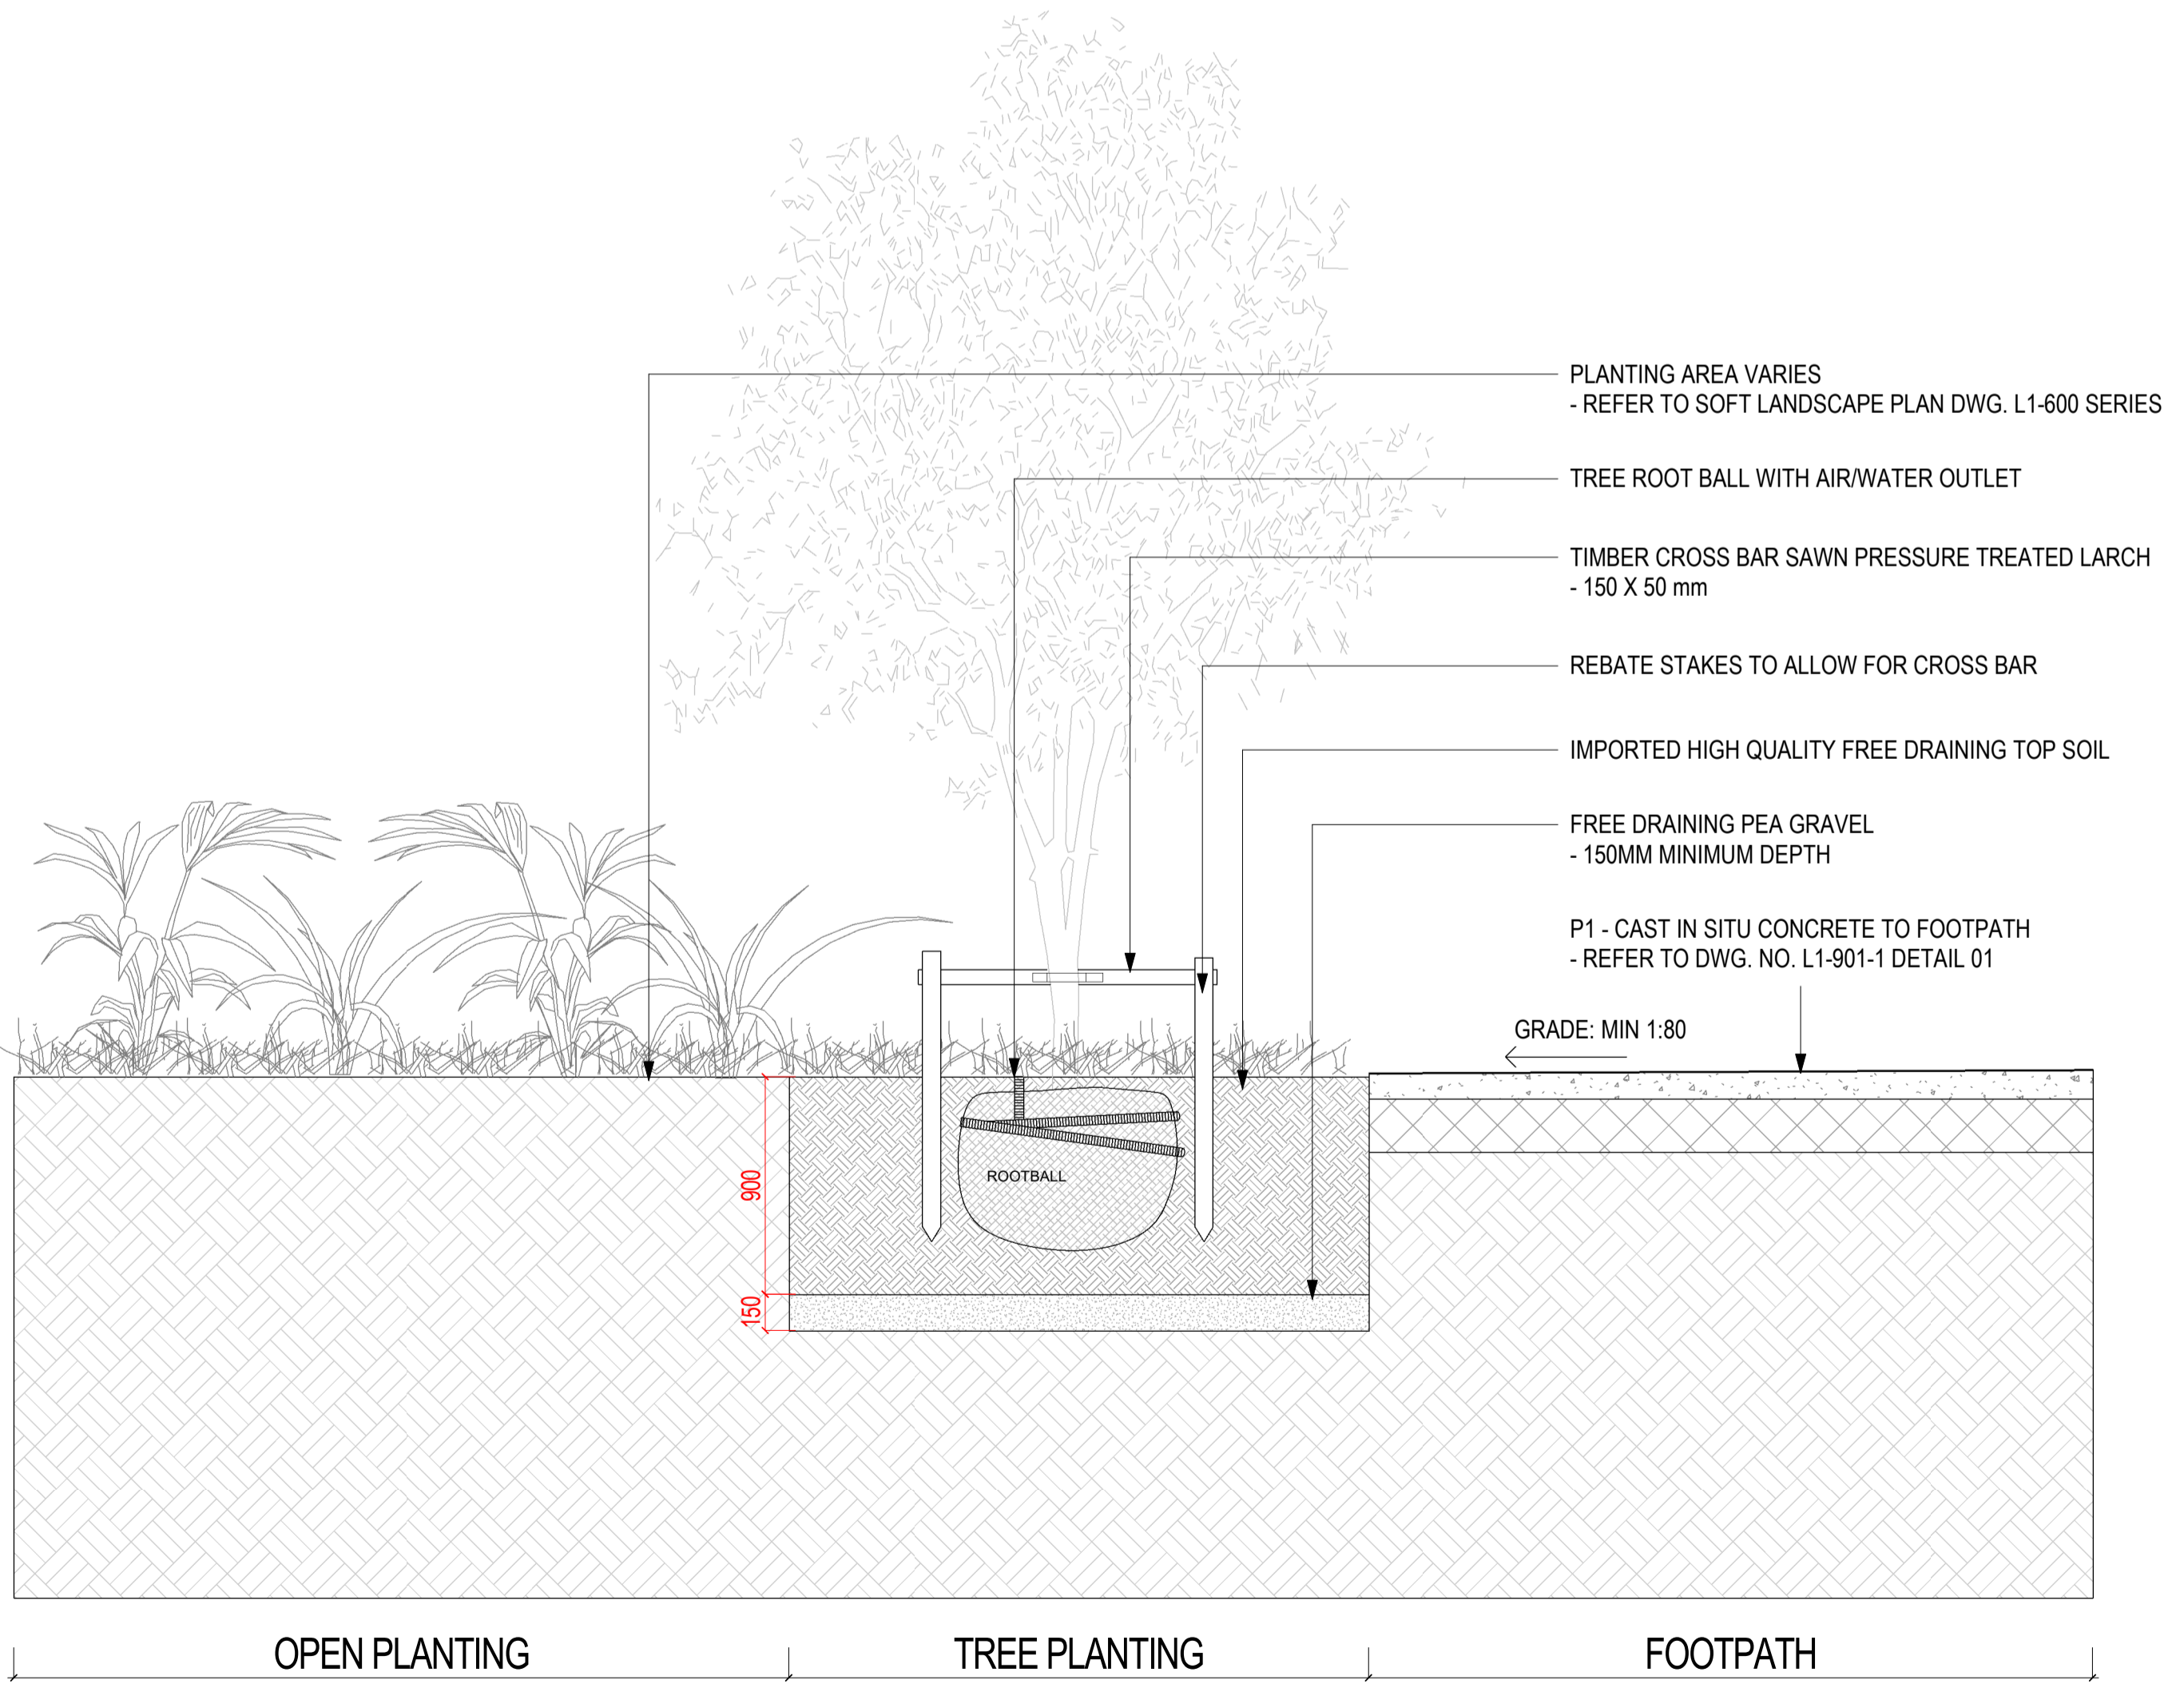 PLANTING AREA VARIES
- REFER TO SOFT LANDSCAPE PLAN DWG. L1-600 SERIES
TREE ROOT BALL WITH AIR/WATER OUTLET
TIMBER CROSS BAR SAWN PRESSURE TREATED LARCH
- 150 X 50 mm
REBATE STAKES TO ALLOW FOR CROSS BAR
IMPORTED HIGH QUALITY FREE DRAINING TOP SOIL
FREE DRAINING PEA GRAVEL
- 150MM MINIMUM DEPTH
P1 - CAST IN SITU CONCRETE TO FOOTPATH
- REFER TO DWG. NO. L1-901-1 DETAIL 01
GRADE: MIN 1:80
ROOTBALL
900
150
OPEN PLANTING
TREE PLANTING
FOOTPATH